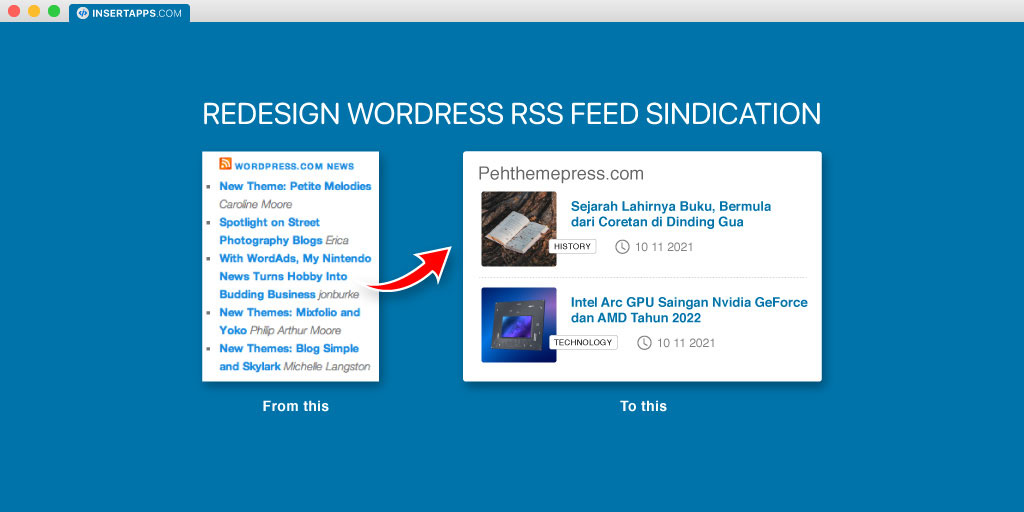 INSERTAPPS.COM
REDESIGN WORDRESS RSS FEED SINDICATION
WORDPRESS.COM NEWS
New Theme: Petite Melodies
Caroline Moore
Spotlight on Street
Photography Blogs Erica
With WordAds, My Nintendo
News Turns Hobby Into
Budding Business jonburke
New Themes: Mixfolio and
Yoko Philip Arthur Moore
New Themes: Blog Simple
and Skylark Michelle Langston
From this
Pehthemepress.com
Sejarah Lahirnya Buku, Bermula
dari Coretan di Dinding Gua
HISTORY
10 11 2021
Intel Arc GPU Saingan Nvidia GeForce
dan AMD Tahun 2022
TECHNOLOGY
10 11 2021
To this